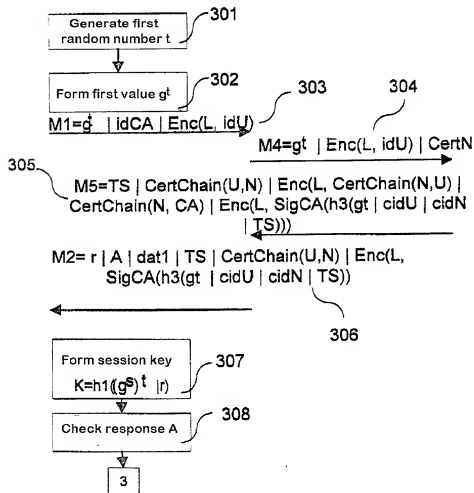 Generate first
random number t
301
Form first value g^t
302
M1=g^t | idCA | Enc(L, idU)
303
304
M4=gt | Enc(L, idU) | CertN
305
M5=TS | CertChain(U,N) | Enc(L, CertChain(N,U) |
CertChain(N, CA) | Enc(L, SigCA(h3(gt | cidU | cidN
| TS)))
M2= r | A | dat1 | TS | CertChain(U,N) | Enc(L,
SigCA(h3(gt | cidU | cidN | TS))
306
Form session key
K=h1((g^s)^t |r)
307
Check response A
308
3